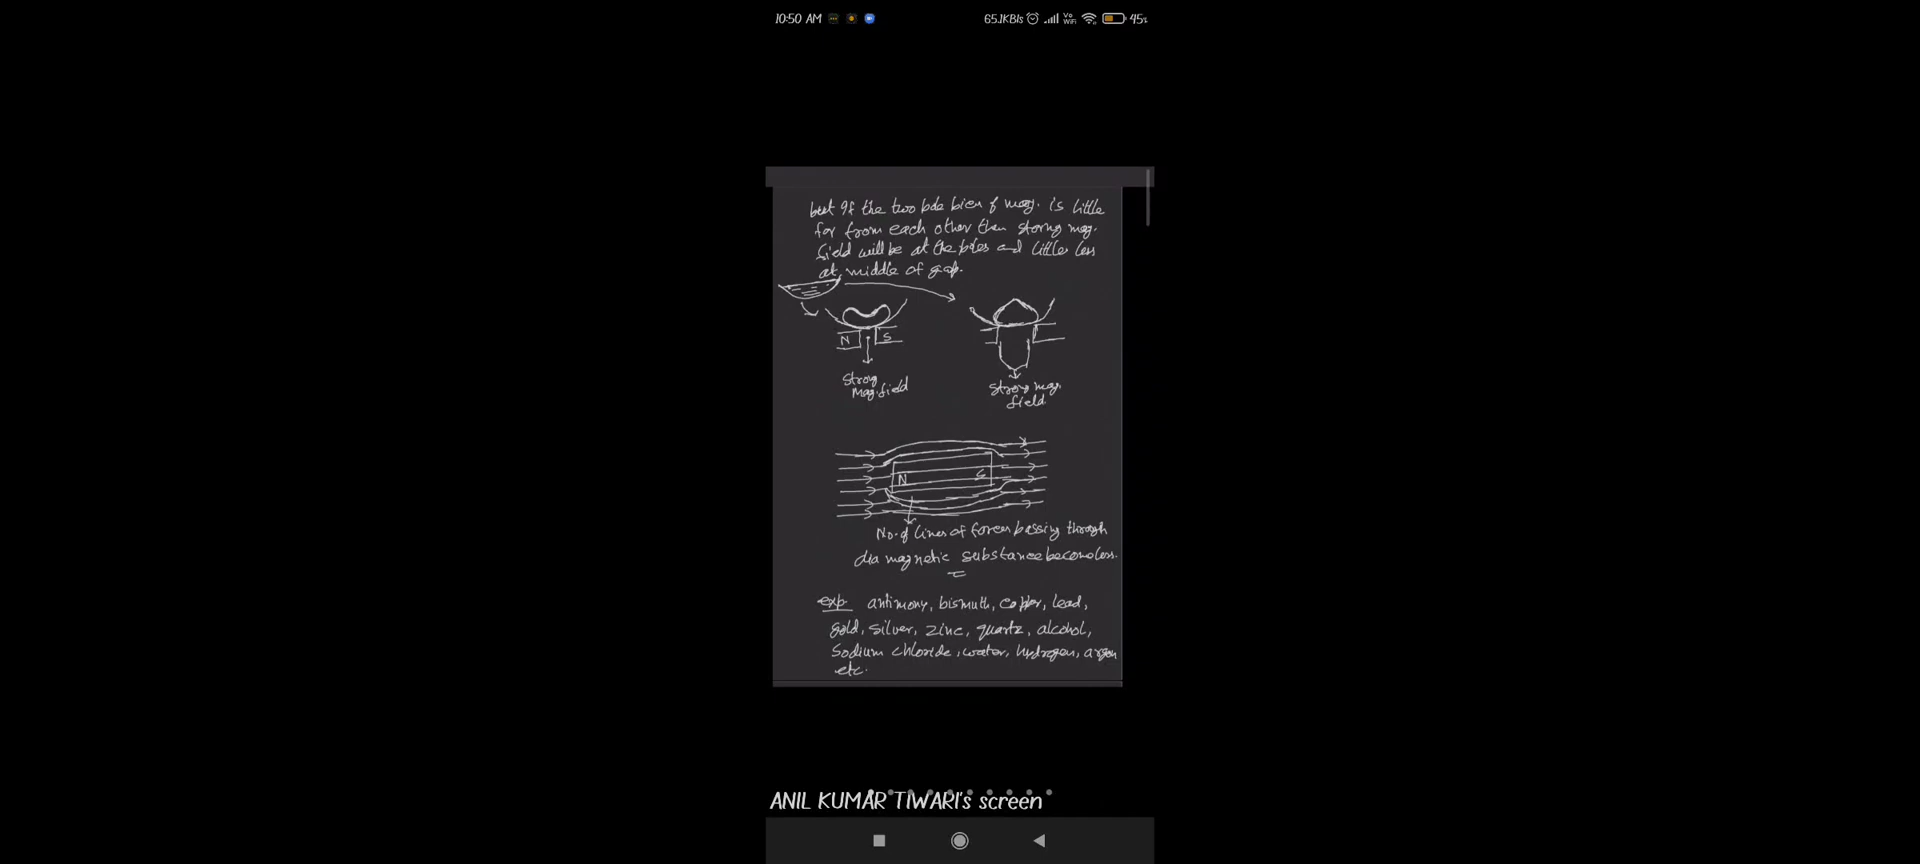 10:50 AM
65.1KB/s Vo WiFi 45%
but If the two pole pieces of mag. is little
far from each other then strong mag.
field will be at the poles and little less
at middle of gap.
N S
Strong
Mag. field
Strong mag.
field.
N S
No. of lines of forces passing through
dia magnetic substance become less.
exp antimony, bismuth, copper, lead,
gold, silver, zinc, quartz, alcohol,
Sodium chloride, water, hydrogen, argon
etc.
ANIL KUMAR TIWARI's screen